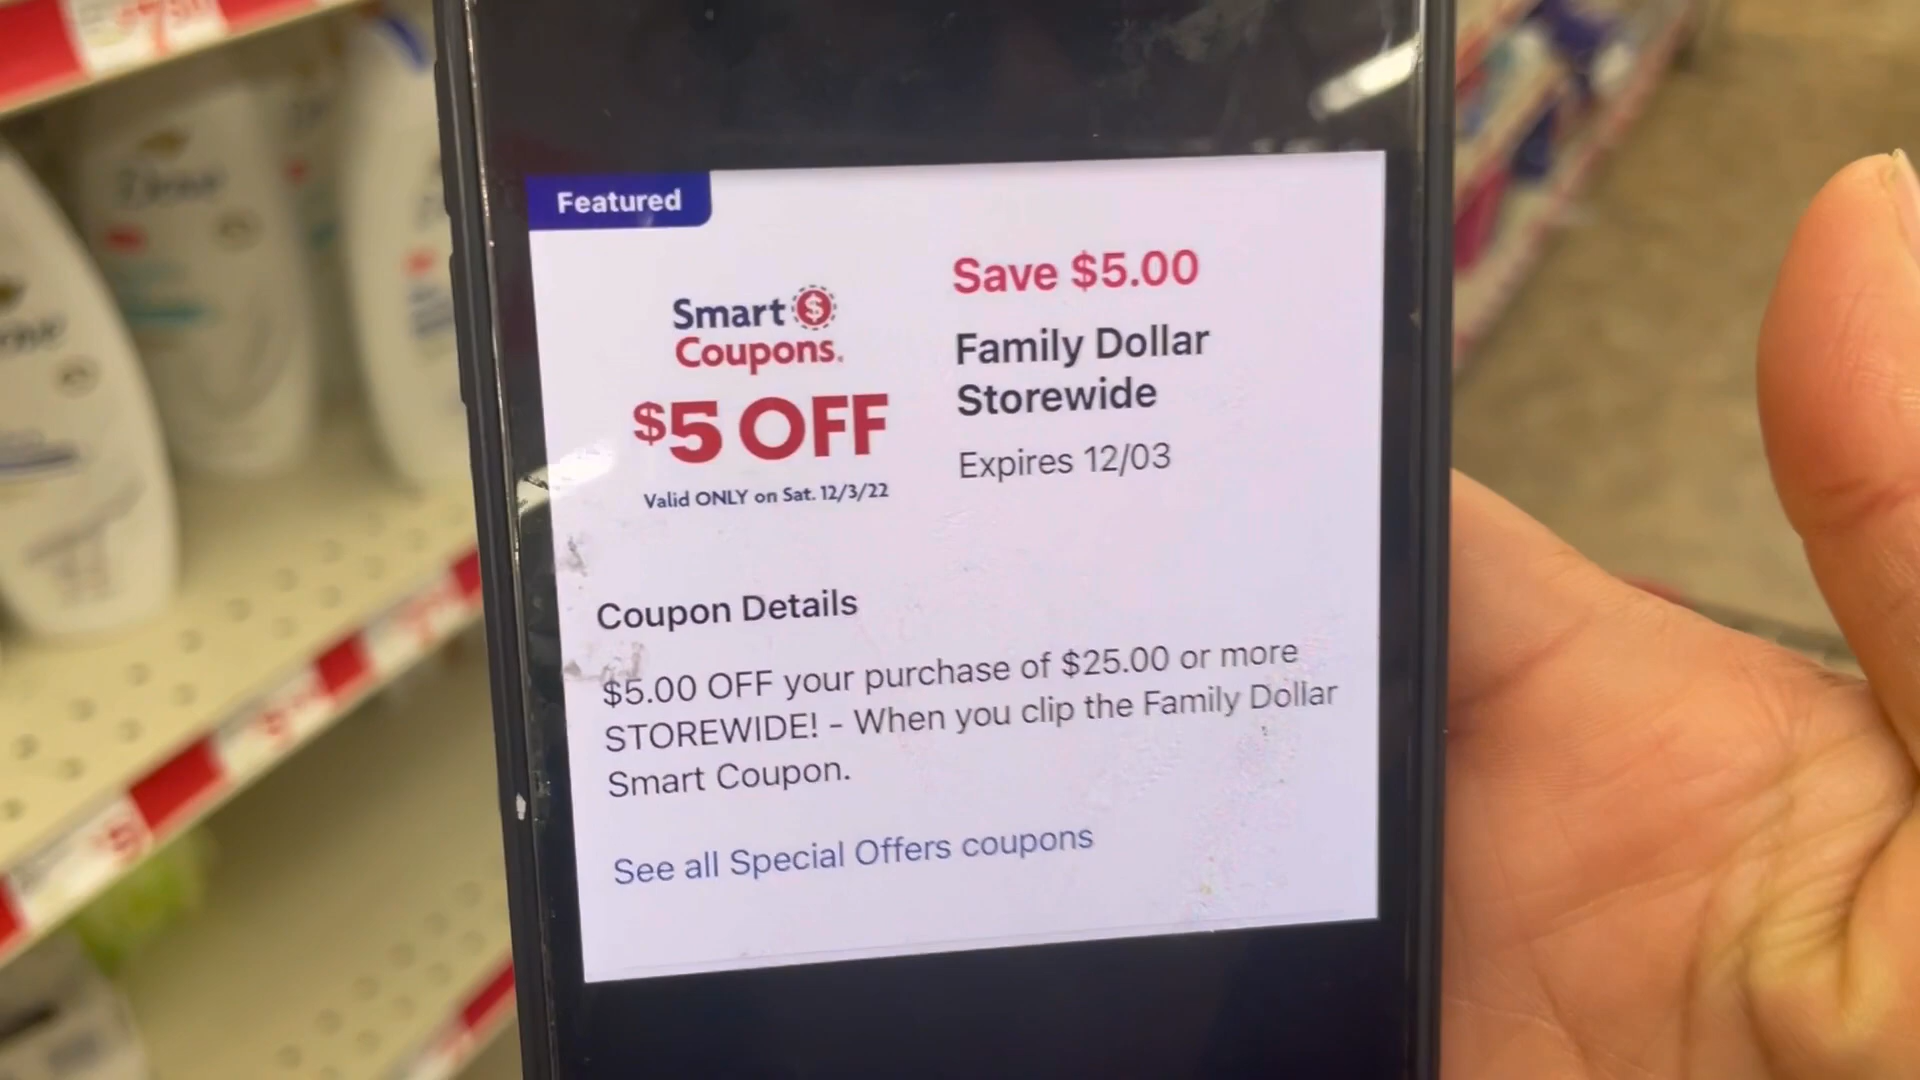 Featured
Smart $
Coupons.
$5 OFF
Valid ONLY on Sat. 12/3/22
Save $5.00
Family Dollar
Storewide
Expires 12/03
Coupon Details
$5.00 OFF your purchase of $25.00 or more
STOREWIDE! - When you clip the Family Dollar
Smart Coupon.
See all Special Offers coupons
Dove